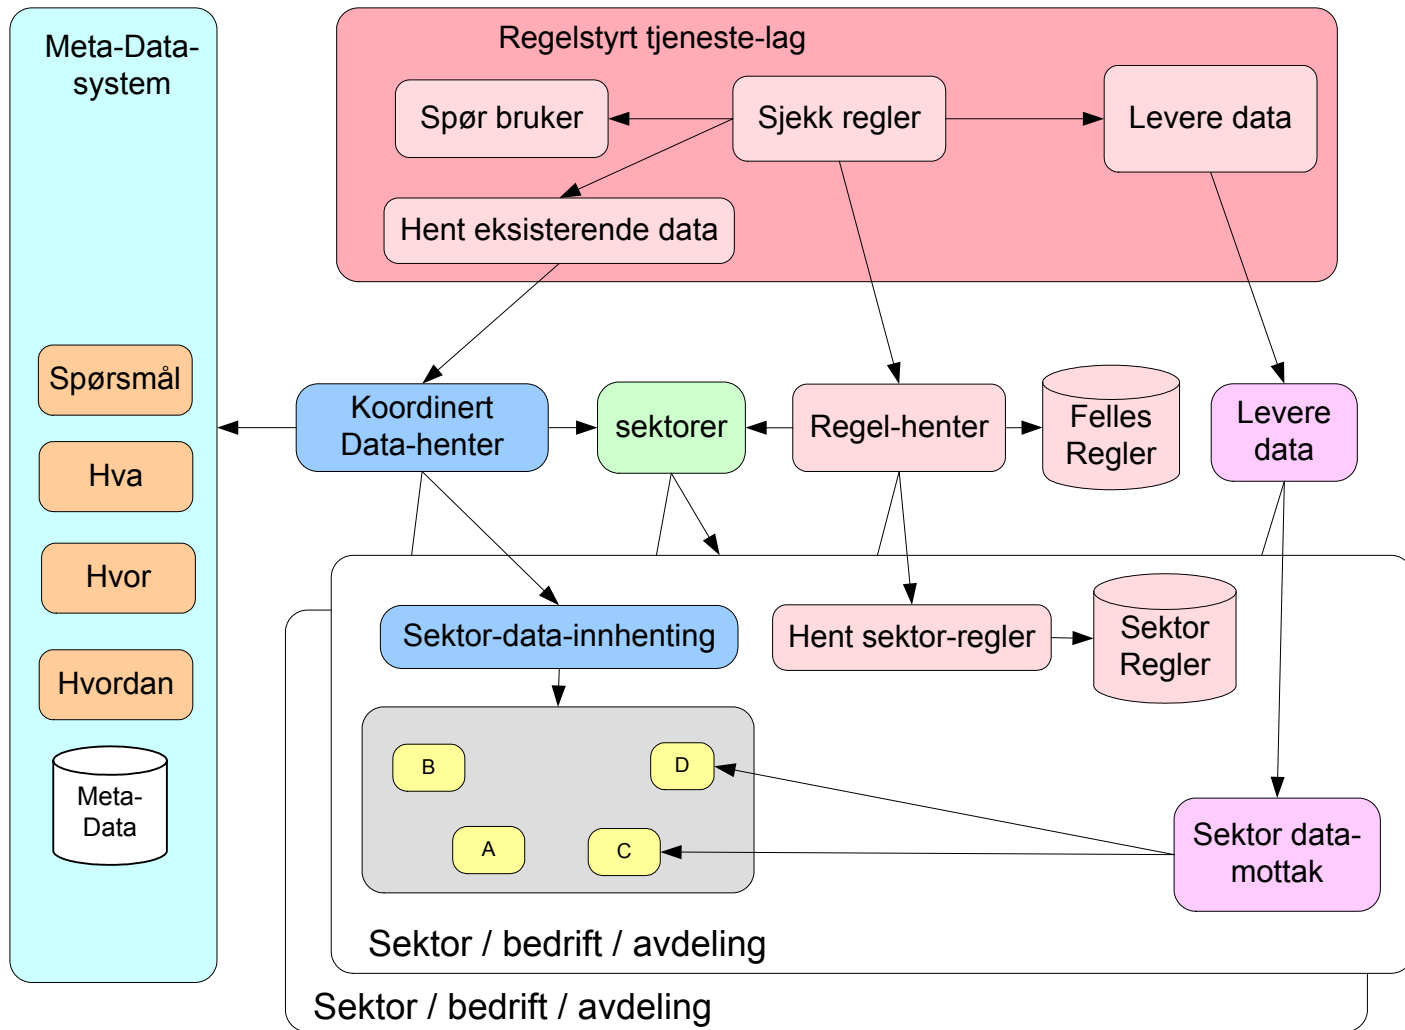 Meta-Data-
system
Regelstyrt tjeneste-lag
Spør bruker
Sjekk regler
Levere data
Hent eksisterende data
Spørsmål
Hva
Hvor
Hvordan
Meta-
Data
Koordinert
Data-henter
sektorer
Regel-henter
Felles
Regler
Levere
data
Sektor-data-innhenting
Hent sektor-regler
Sektor
Regler
B
D
A
C
Sektor data-
mottak
Sektor / bedrift / avdeling
Sektor / bedrift / avdeling